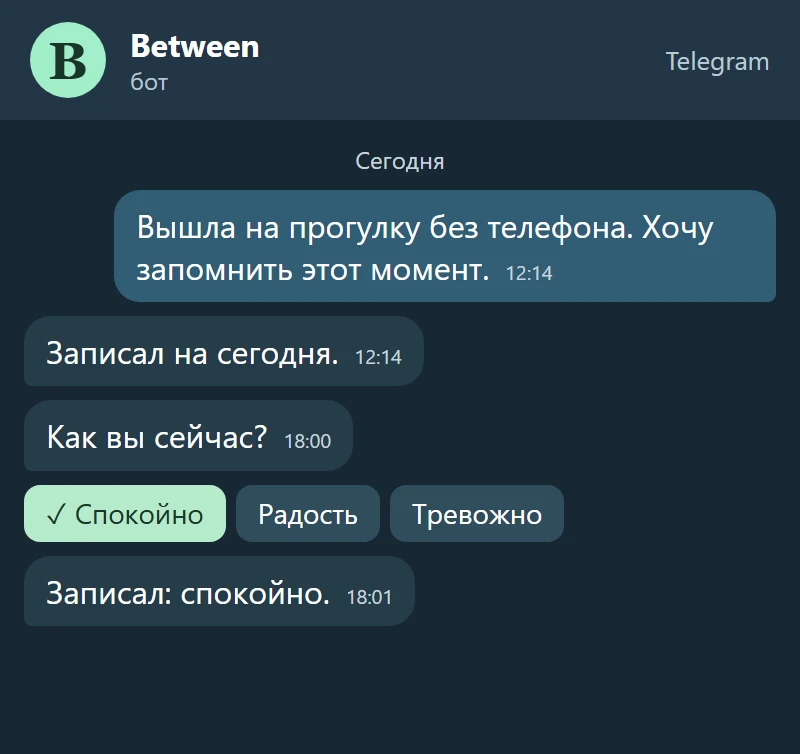 B
Between
бот
Telegram
Сегодня
Вышла на прогулку без телефона. Хочу
запомнить этот момент. 12:14
Записал на сегодня. 12:14
Как вы сейчас? 18:00
✓ Спокойно Радость Тревожно
Записал: спокойно. 18:01